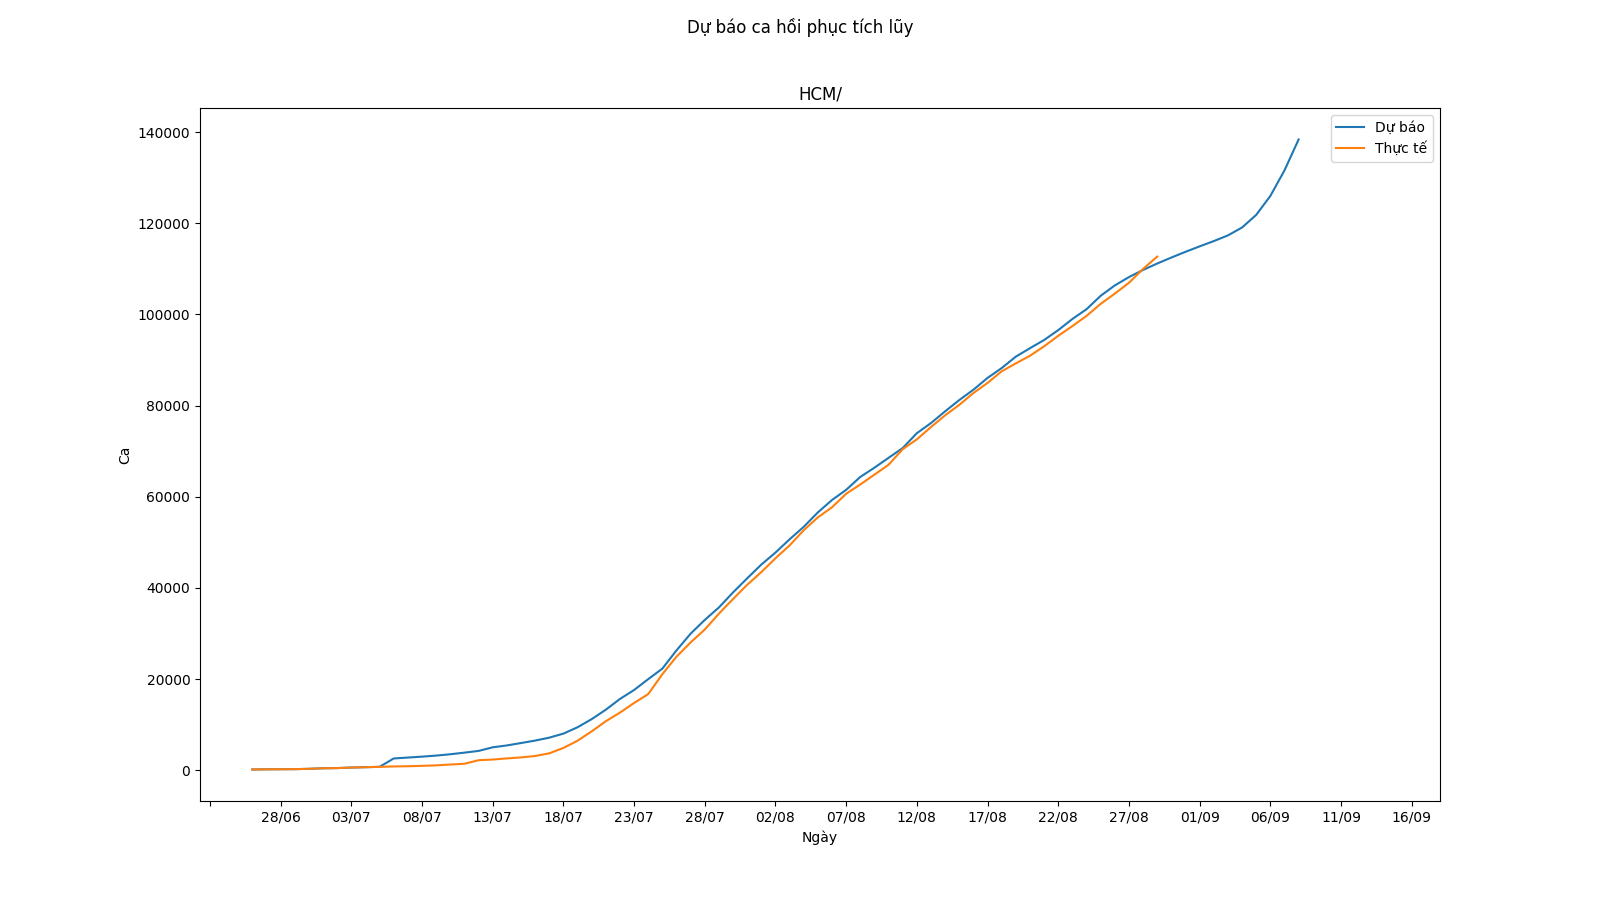 Dự báo ca hồi phục tích lũy
HCM/
Dự báo
Thực tế
140000
120000
100000
80000
60000
40000
20000
0
Ca
28/06 03/07 08/07 13/07 18/07 23/07 28/07 02/08 07/08 12/08 17/08 22/08 27/08 01/09 06/09 11/09 16/09
Ngày